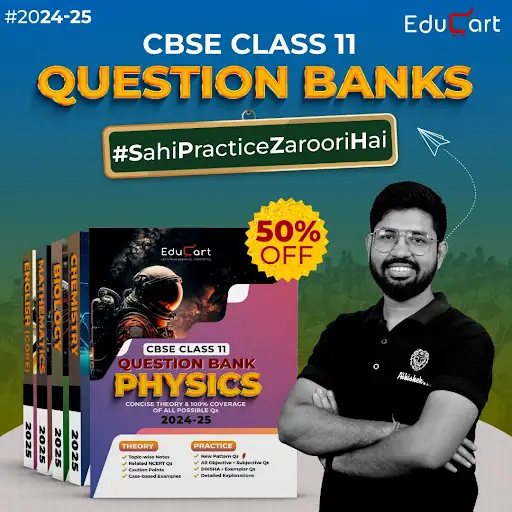 #2024-25
EduCart
CBSE CLASS 11
QUESTION BANKS
#SahiPracticeZarooriHai
50%
OFF
EduCart
CBSE CLASS 11
QUESTION BANK
PHYSICS
CONCISE THEORY & 100% COVERAGE
OF ALL POSSIBLE Qs
2024-25
THEORY
Topic-wise Notes
Related NCERT Qs
Caution Points
Case-based Examples
PRACTICE
New Pattern Qs
All Objective + Subjective Qs
DIKSHA + Exemplar Qs
Detailed Explanations
ENGLISH (CORE)
2025
MATHEMATICS
2025
BIOLOGY
2025
CHEMISTRY
2025